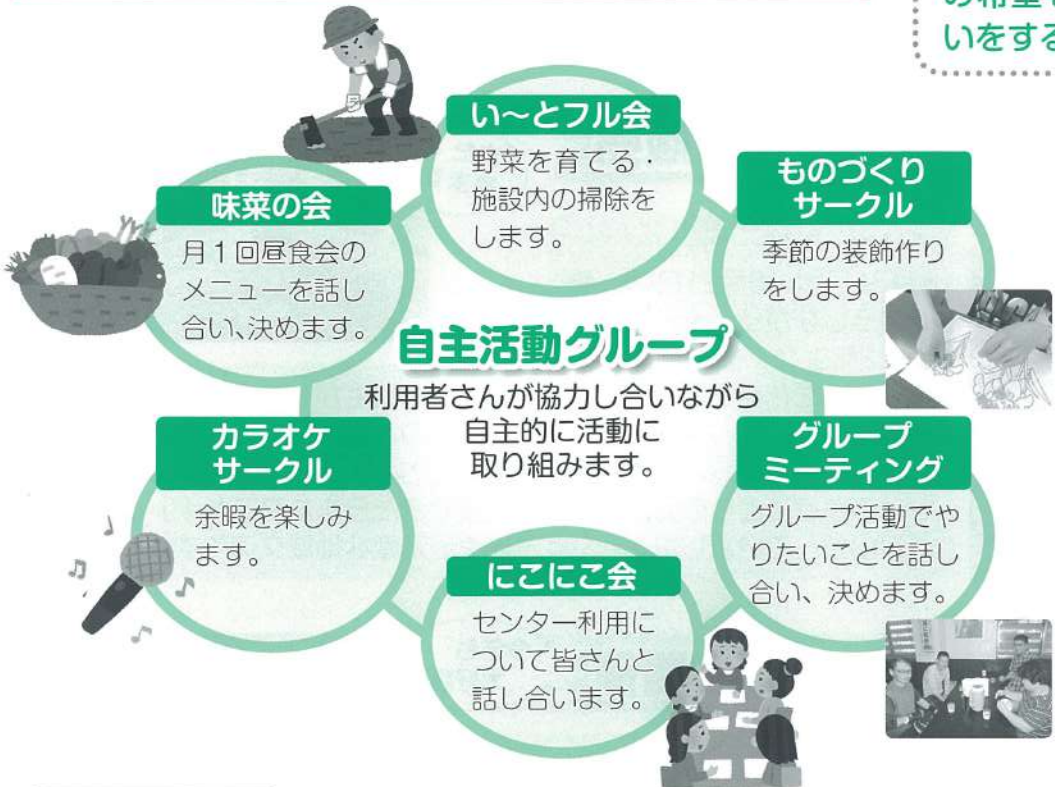 いをする
い〜とフル会
野菜を育てる・
施設内の掃除を
します。
ものづくり
サークル
季節の装飾作り
をします。
味菜の会
月1回昼食会の
メニューを話し
合い、決めます。
自主活動グループ
利用者さんが協力し合いながら
自主的に活動に
取り組みます。
カラオケ
サークル
余暇を楽しみ
ます。
グループ
ミーティング
グループ活動でや
りたいことを話し
合い、決めます。
にこにこ会
センター利用に
ついて皆さんと
話し合います。